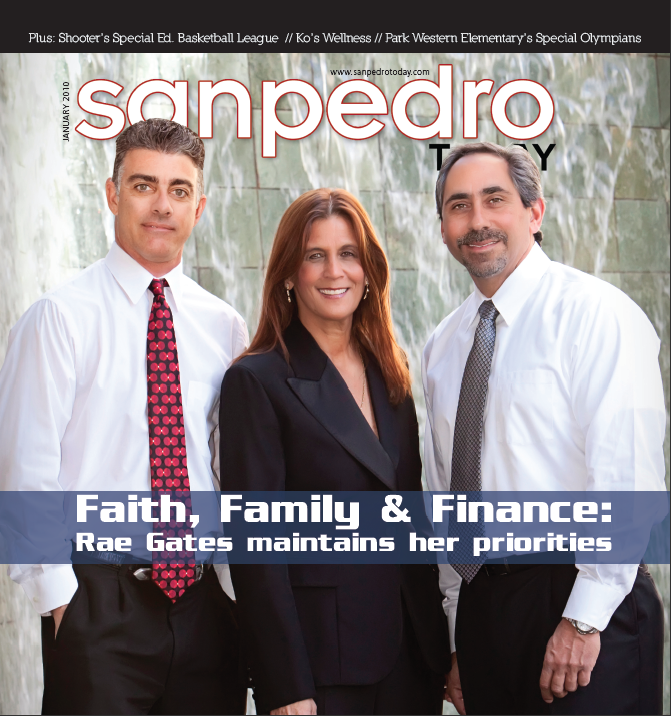 Plus: Shooter's Special Ed. Basketball League // Ko's Wellness // Park Western Elementary's Special Olympians
www.sanpedrotoday.com
JANUARY 2010
sanpedro
TODAY
Faith, Family & Finance:
Rae Gates maintains her priorities